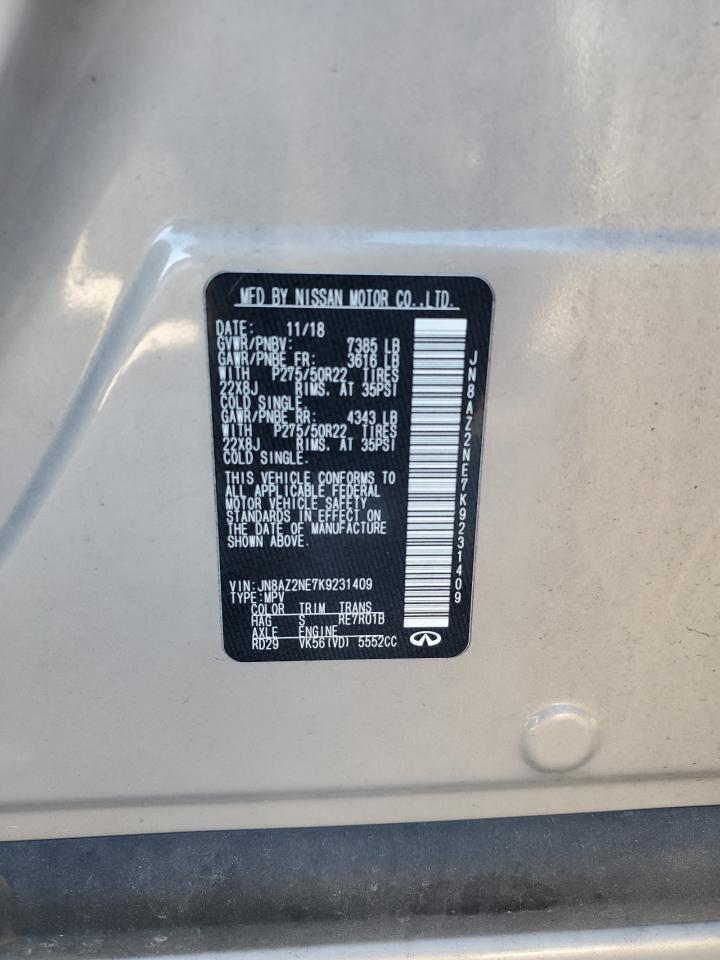 MFD BY NISSAN MOTOR CO.,LTD.
DATE: 11/18
GVWR/PNBV: 7385 LB
GAWR/PNBE FR: 3616 LB
WITH P275/50R22 TIRES
22X8J RIMS. AT 35PSI
COLD SINGLE.
GAWR/PNBE RR: 4343 LB
WITH P275/50R22 TIRES
22X8J RIMS. AT 35PSI
COLD SINGLE.
THIS VEHICLE CONFORMS TO
ALL APPLICABLE FEDERAL
MOTOR VEHICLE SAFETY
STANDARDS IN EFFECT ON
THE DATE OF MANUFACTURE
SHOWN ABOVE.
VIN:JN8AZ2NE7K9231409
TYPE:MPV
COLOR TRIM TRANS
HAG S RE7R01B
AXLE ENGINE
RD29 VK56(VD) 5552CC
JN8AZ2NE7K9231409